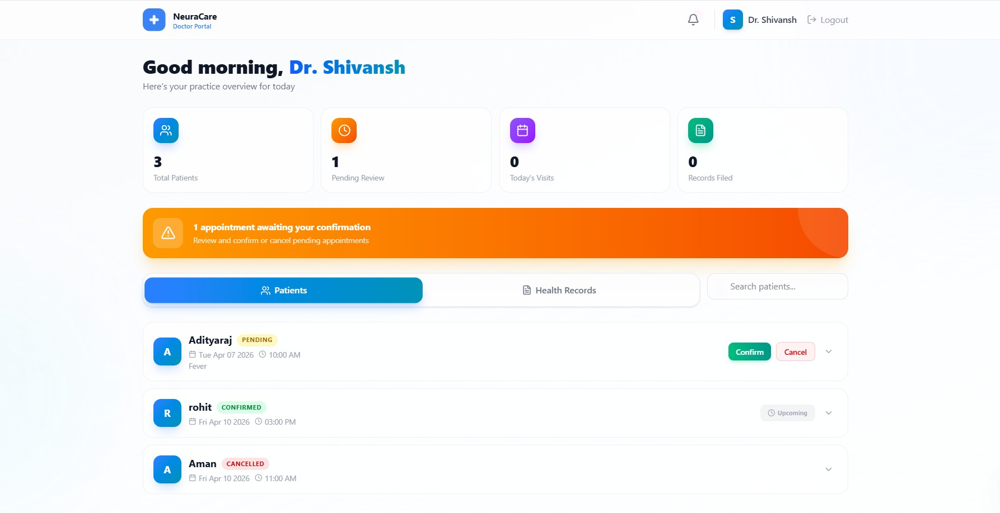 NeuraCare
Doctor Portal
S Dr. Shivansh Logout
Good morning, Dr. Shivansh
Here's your practice overview for today
3
Total Patients
1
Pending Review
0
Today's Visits
0
Records Filed
1 appointment awaiting your confirmation
Review and confirm or cancel pending appointments
Patients
Health Records
Search patients...
A
Adityaraj PENDING
Tue Apr 07 2026 10:00 AM
Fever
Confirm
Cancel
R
rohit CONFIRMED
Fri Apr 10 2026 03:00 PM
Upcoming
A
Aman CANCELLED
Fri Apr 10 2026 11:00 AM